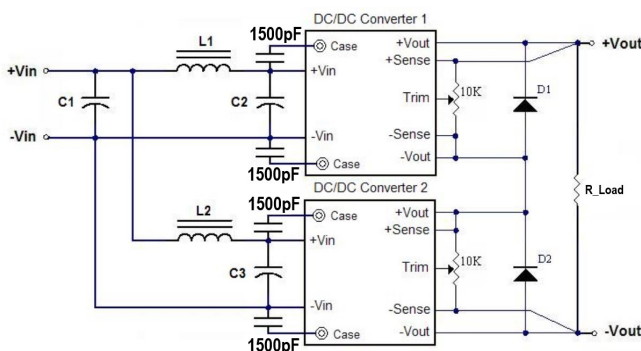 DC/DC Converter 1
1500pF
L1
Case
+Vout
+Vout
+Sense
+Vin
+Vin
C1
C2
Trim
10K
D1
-Vin
-Vin
-Sense
Case
-Vout
1500pF
DC/DC Converter 2
R_Load
1500pF
L2
Case
+Vout
+Sense
+Vin
C3
Trim
10K
D2
-Vin
-Sense
Case
-Vout
-Vout
1500pF